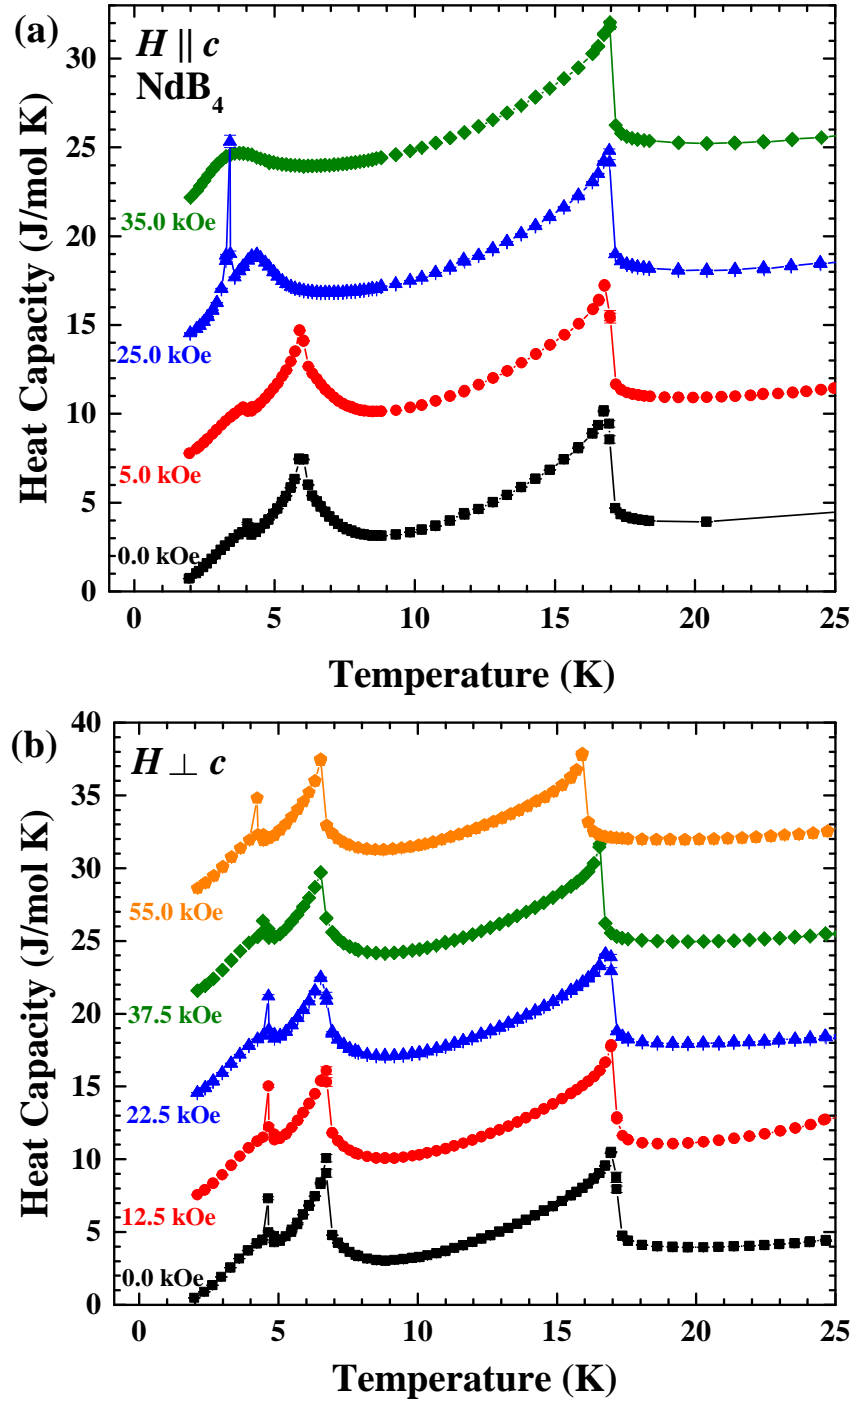 (a)
H || c
NdB4
35.0 kOe
25.0 kOe
5.0 kOe
0.0 kOe
Heat Capacity (J/mol K)
30
25
20
15
10
5
0
0 5 10 15 20 25
Temperature (K)
(b)
H ⊥ c
55.0 kOe
37.5 kOe
22.5 kOe
12.5 kOe
0.0 kOe
Heat Capacity (J/mol K)
40
35
30
25
20
15
10
5
0
0 5 10 15 20 25
Temperature (K)